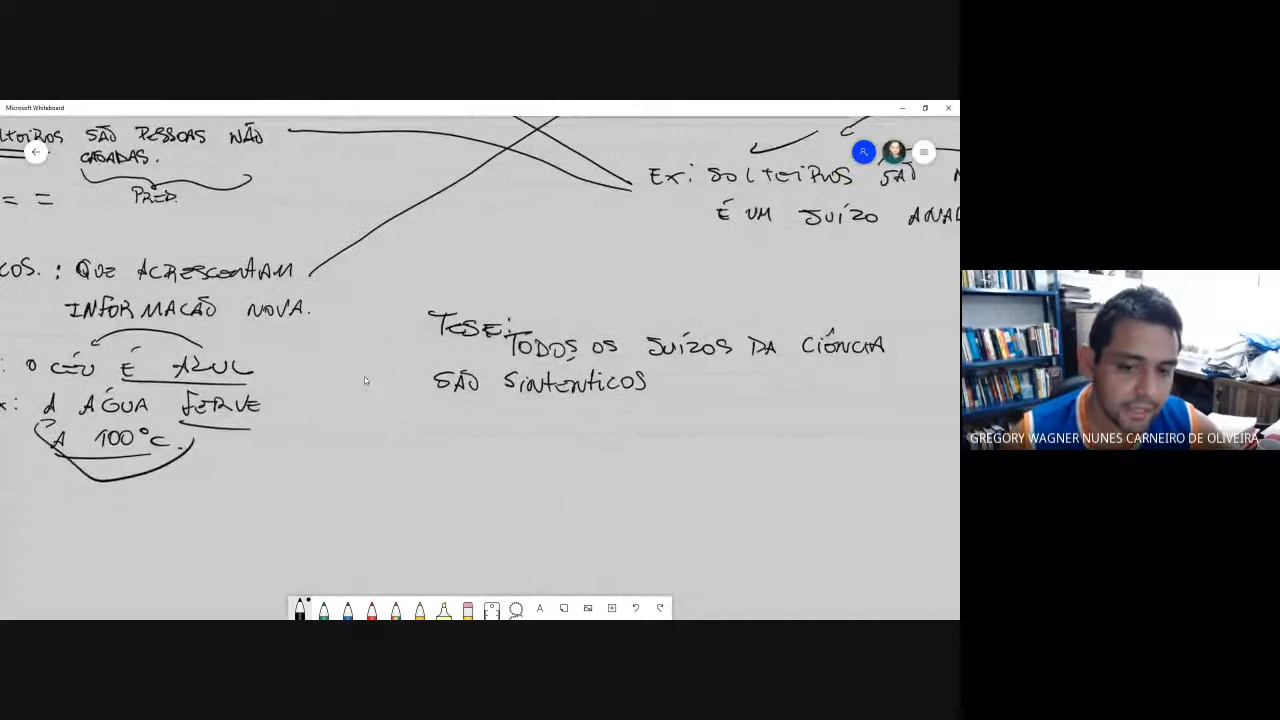 Microsoft Whiteboard
SÃO PESSOAS NÃO
CASADAS.
PRED.
= =
: QUE ACRESCENTAM
INFORMAÇÃO NOVA.
: O CÉU É AZUL
x: A ÁGUA FERVE
A 100°C.
Ex: SOLTEIROS SÃO
É UM JUÍZO
TESE:
TODOS OS JUÍZOS DA CIÊNCIA
SÃO SINTENTICOS
A
GREGORY WAGNER NUNES CARNEIRO DE OLIVEIRA